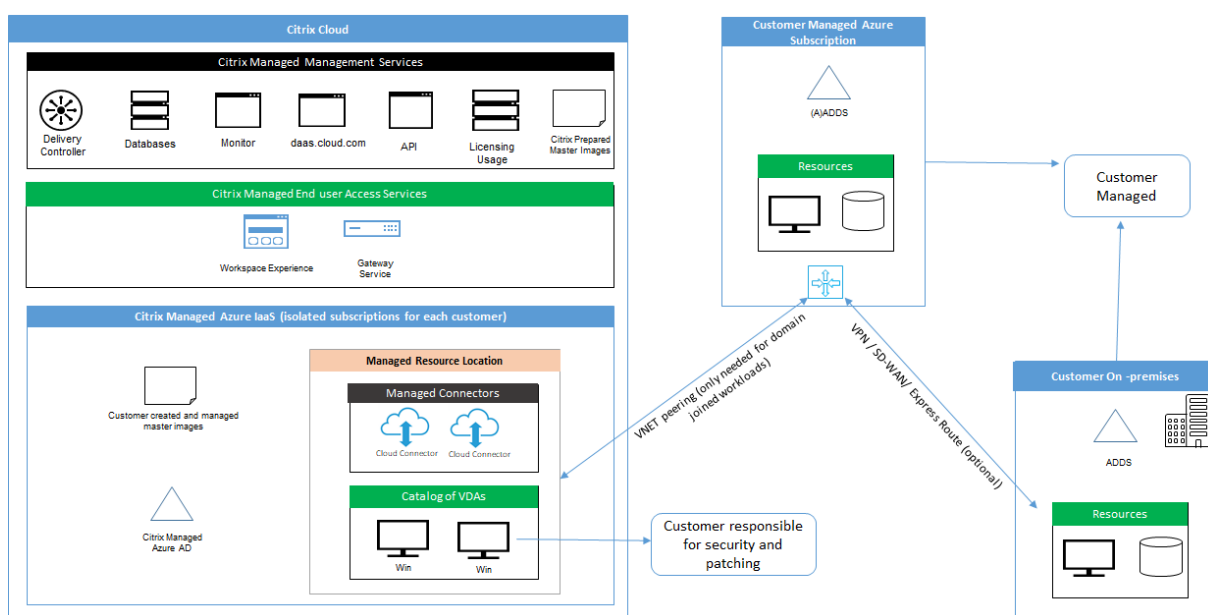 Citrix Cloud
Citrix Managed Management Services
Delivery
Controller
Databases
Monitor
daas.cloud.com
API
Licensing
Usage
Citrix Prepared
Master Images
Citrix Managed End user Access Services
Workspace Experience
Gateway
Service
Citrix Managed Azure IaaS (isolated subscriptions for each customer)
Customer created and managed
master images
Citrix Managed
Azure AD
Managed Resource Location
Managed Connectors
Cloud Connector
Cloud Connector
Catalog of VDAs
Win
Win
Customer responsible
for security and
patching
VNET peering (only needed for domain
joined workloads)
Customer Managed Azure
Subscription
(A)ADDS
Resources
VPN / SD-WAN/ Express Route (optional)
Customer
Managed
Customer On -premises
ADDS
Resources